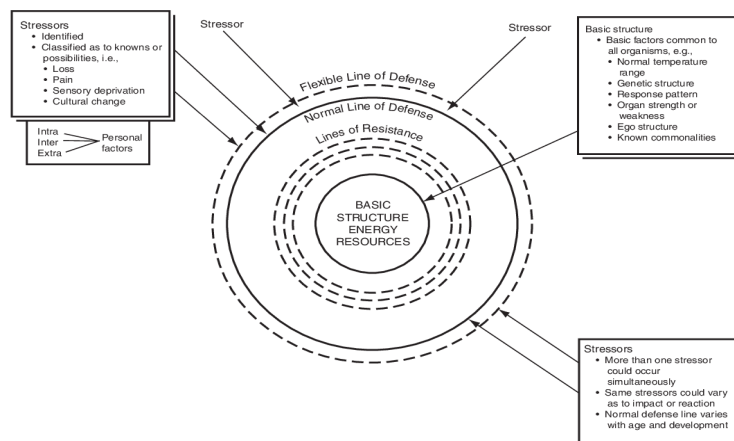 Stressors
• Identified
• Classified as to knowns or
possibilities, i.e.,
• Loss
• Pain
• Sensory deprivation
• Cultural change
Intra
Inter
Extra
Personal
factors
Stressor
Stressor
Basic structure
• Basic factors common to
all organisms, e.g.,
• Normal temperature
range
• Genetic structure
• Response pattern
• Organ strength or
weakness
• Ego structure
• Known commonalities
Flexible Line of Defense
Normal Line of Defense
Lines of Resistance
BASIC
STRUCTURE
ENERGY
RESOURCES
Stressors
• More than one stressor
could occur
simultaneously
• Same stressors could vary
as to impact or reaction
• Normal defense line varies
with age and development